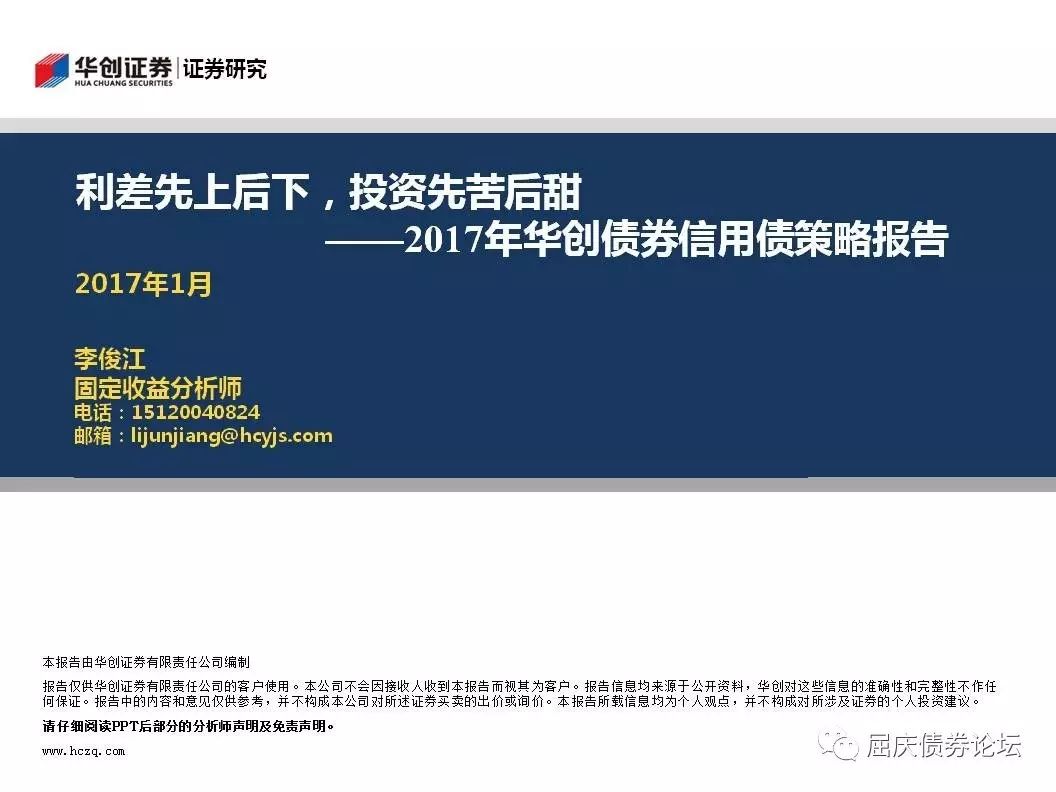 华创证券|证券研究
HUA CHUANG SECURITIES
利差先上后下，投资先苦后甜
——2017年华创债券信用债策略报告
2017年1月
李俊江
固定收益分析师
电话：15120040824
邮箱：lijunjiang@hcyjs.com
本报告由华创证券有限责任公司编制
报告仅供华创证券有限责任公司的客户使用。本公司不会因接收人收到本报告而视其为客户。报告信息均来源于公开资料，华创对这些信息的准确性和完整性不作任
何保证。报告中的内容和意见仅供参考，并不构成本公司对所述证券买卖的出价或询价。本报告所载信息均为个人观点，并不构成对所涉及证券的个人投资建议。
请仔细阅读PPT后部分的分析师声明及免责声明。
www.hczq.com
屈庆债券论坛